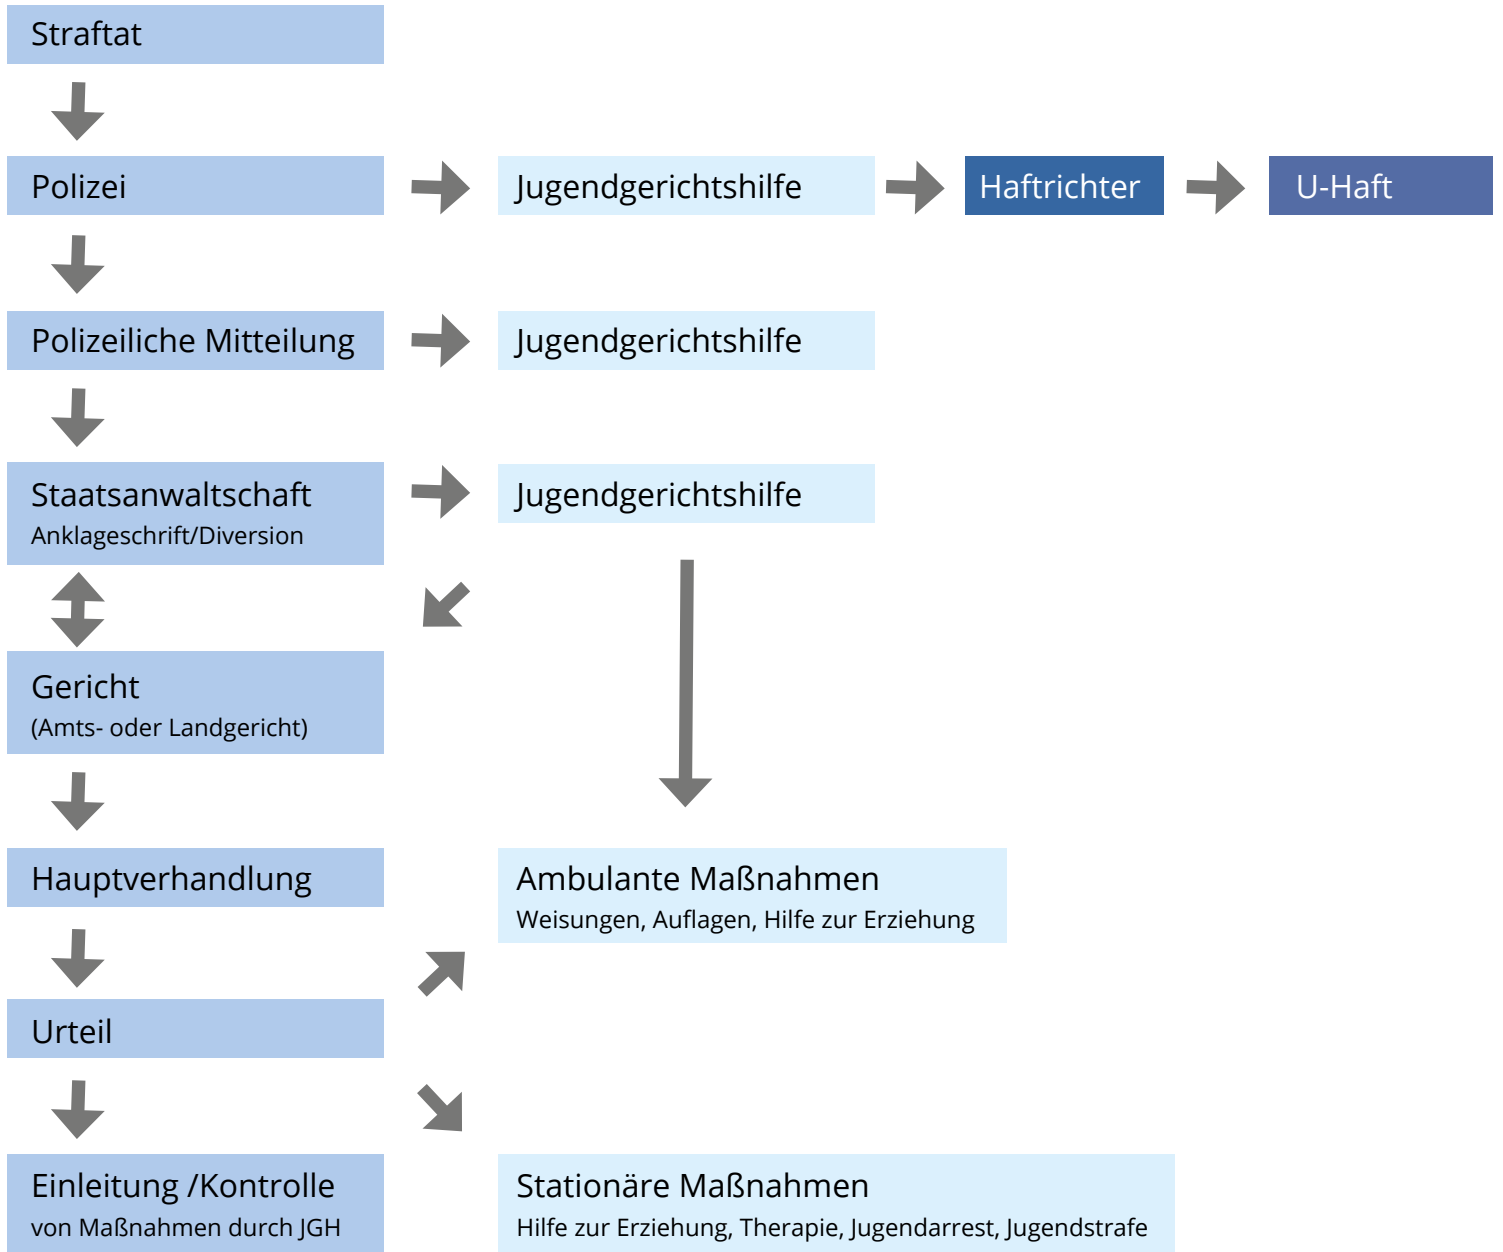 Straftat
Polizei
Jugendgerichtshilfe
Haftrichter
U-Haft
Polizeiliche Mitteilung
Jugendgerichtshilfe
Staatsanwaltschaft
Anklageschrift/Diversion
Jugendgerichtshilfe
Gericht
(Amts- oder Landgericht)
Hauptverhandlung
Ambulante Maßnahmen
Weisungen, Auflagen, Hilfe zur Erziehung
Urteil
Einleitung /Kontrolle
von Maßnahmen durch JGH
Stationäre Maßnahmen
Hilfe zur Erziehung, Therapie, Jugendarrest, Jugendstrafe